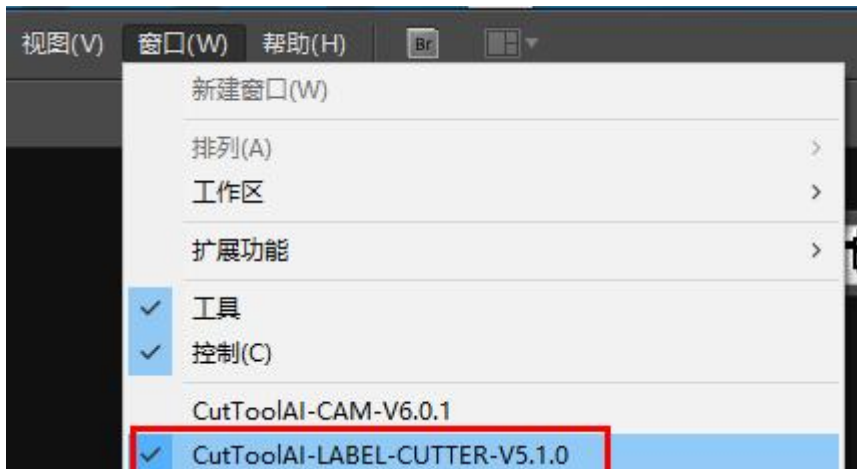 视图(V) 窗口(W) 帮助(H) Br
新建窗口(W)
排列(A)
工作区
扩展功能
工具
控制(C)
CutToolAI-CAM-V6.0.1
CutToolAI-LABEL-CUTTER-V5.1.0